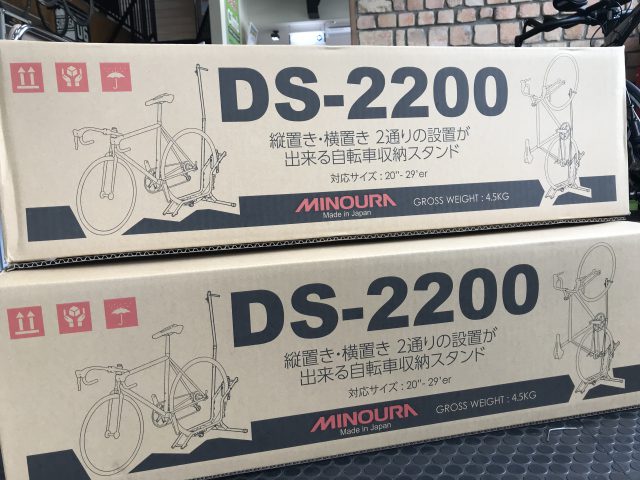 DS-2200
縦置き・横置き 2通りの設置が
出来る自転車収納スタンド
対応サイズ : 20"- 29'er
MINOURA
Made in Japan
GROSS WEIGHT : 4.5KG
DS-2200
縦置き・横置き 2通りの設置が
出来る自転車収納スタンド
対応サイズ : 20"- 29'er
MINOURA
Made in Japan
GROSS WEIGHT : 4.5KG